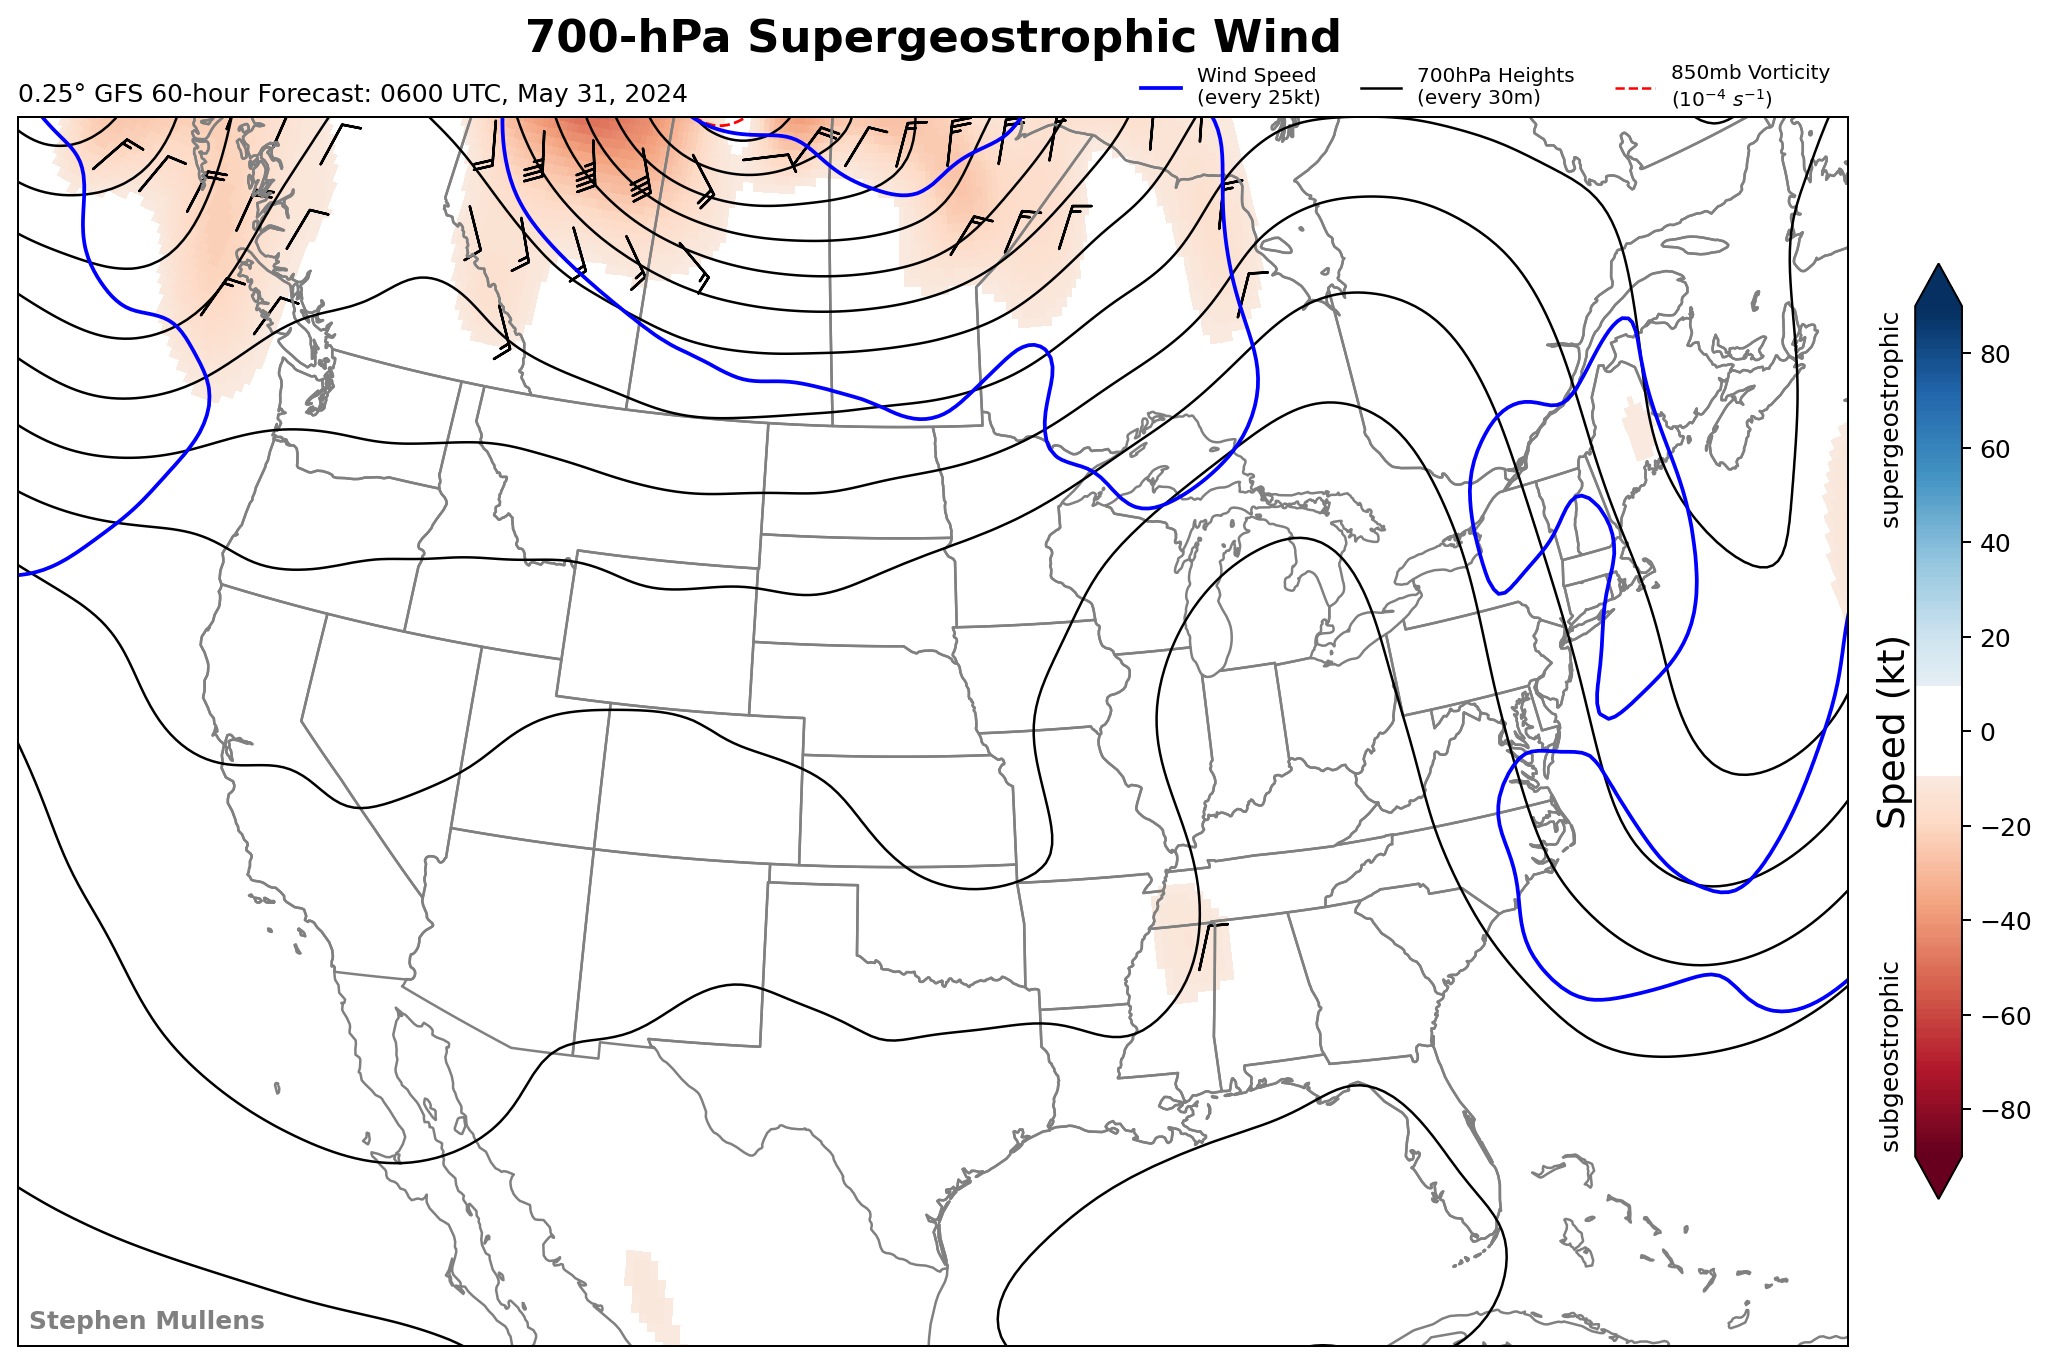 700-hPa Supergeostrophic Wind
0.25° GFS 60-hour Forecast: 0600 UTC, May 31, 2024
Wind Speed
(every 25kt)
700hPa Heights
(every 30m)
850mb Vorticity
(10⁻⁴ s⁻¹)
supergeostrophic
Speed (kt)
subgeostrophic
80
60
40
20
0
−20
−40
−60
−80
Stephen Mullens